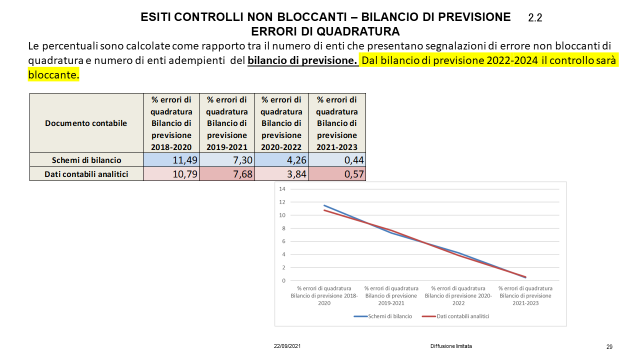 ESITI CONTROLLI NON BLOCCANTI – BILANCIO DI PREVISIONE 2.2
ERRORI DI QUADRATURA
Le percentuali sono calcolate come rapporto tra il numero di enti che presentano segnalazioni di errore non bloccanti di
quadratura e numero di enti adempienti del bilancio di previsione. Dal bilancio di previsione 2022-2024 il controllo sarà
bloccante.
Documento contabile
% errori di
quadratura
Bilancio di
previsione
2018-2020
% errori di
quadratura
Bilancio di
previsione
2019-2021
% errori di
quadratura
Bilancio di
previsione
2020-2022
% errori di
quadratura
Bilancio di
previsione
2021-2023
Schemi di bilancio 11,49 7,30 4,26 0,44
Dati contabili analitici 10,79 7,68 3,84 0,57
14
12
10
8
6
4
2
0
% errori di quadratura
Bilancio di previsione 2018-
2020
% errori di quadratura
Bilancio di previsione
2019-2021
% errori di quadratura
Bilancio di previsione 2020-
2022
% errori di quadratura
Bilancio di previsione
2021-2023
Schemi di bilancio Dati contabili analitici
22/09/2021 Diffusione limitata 29